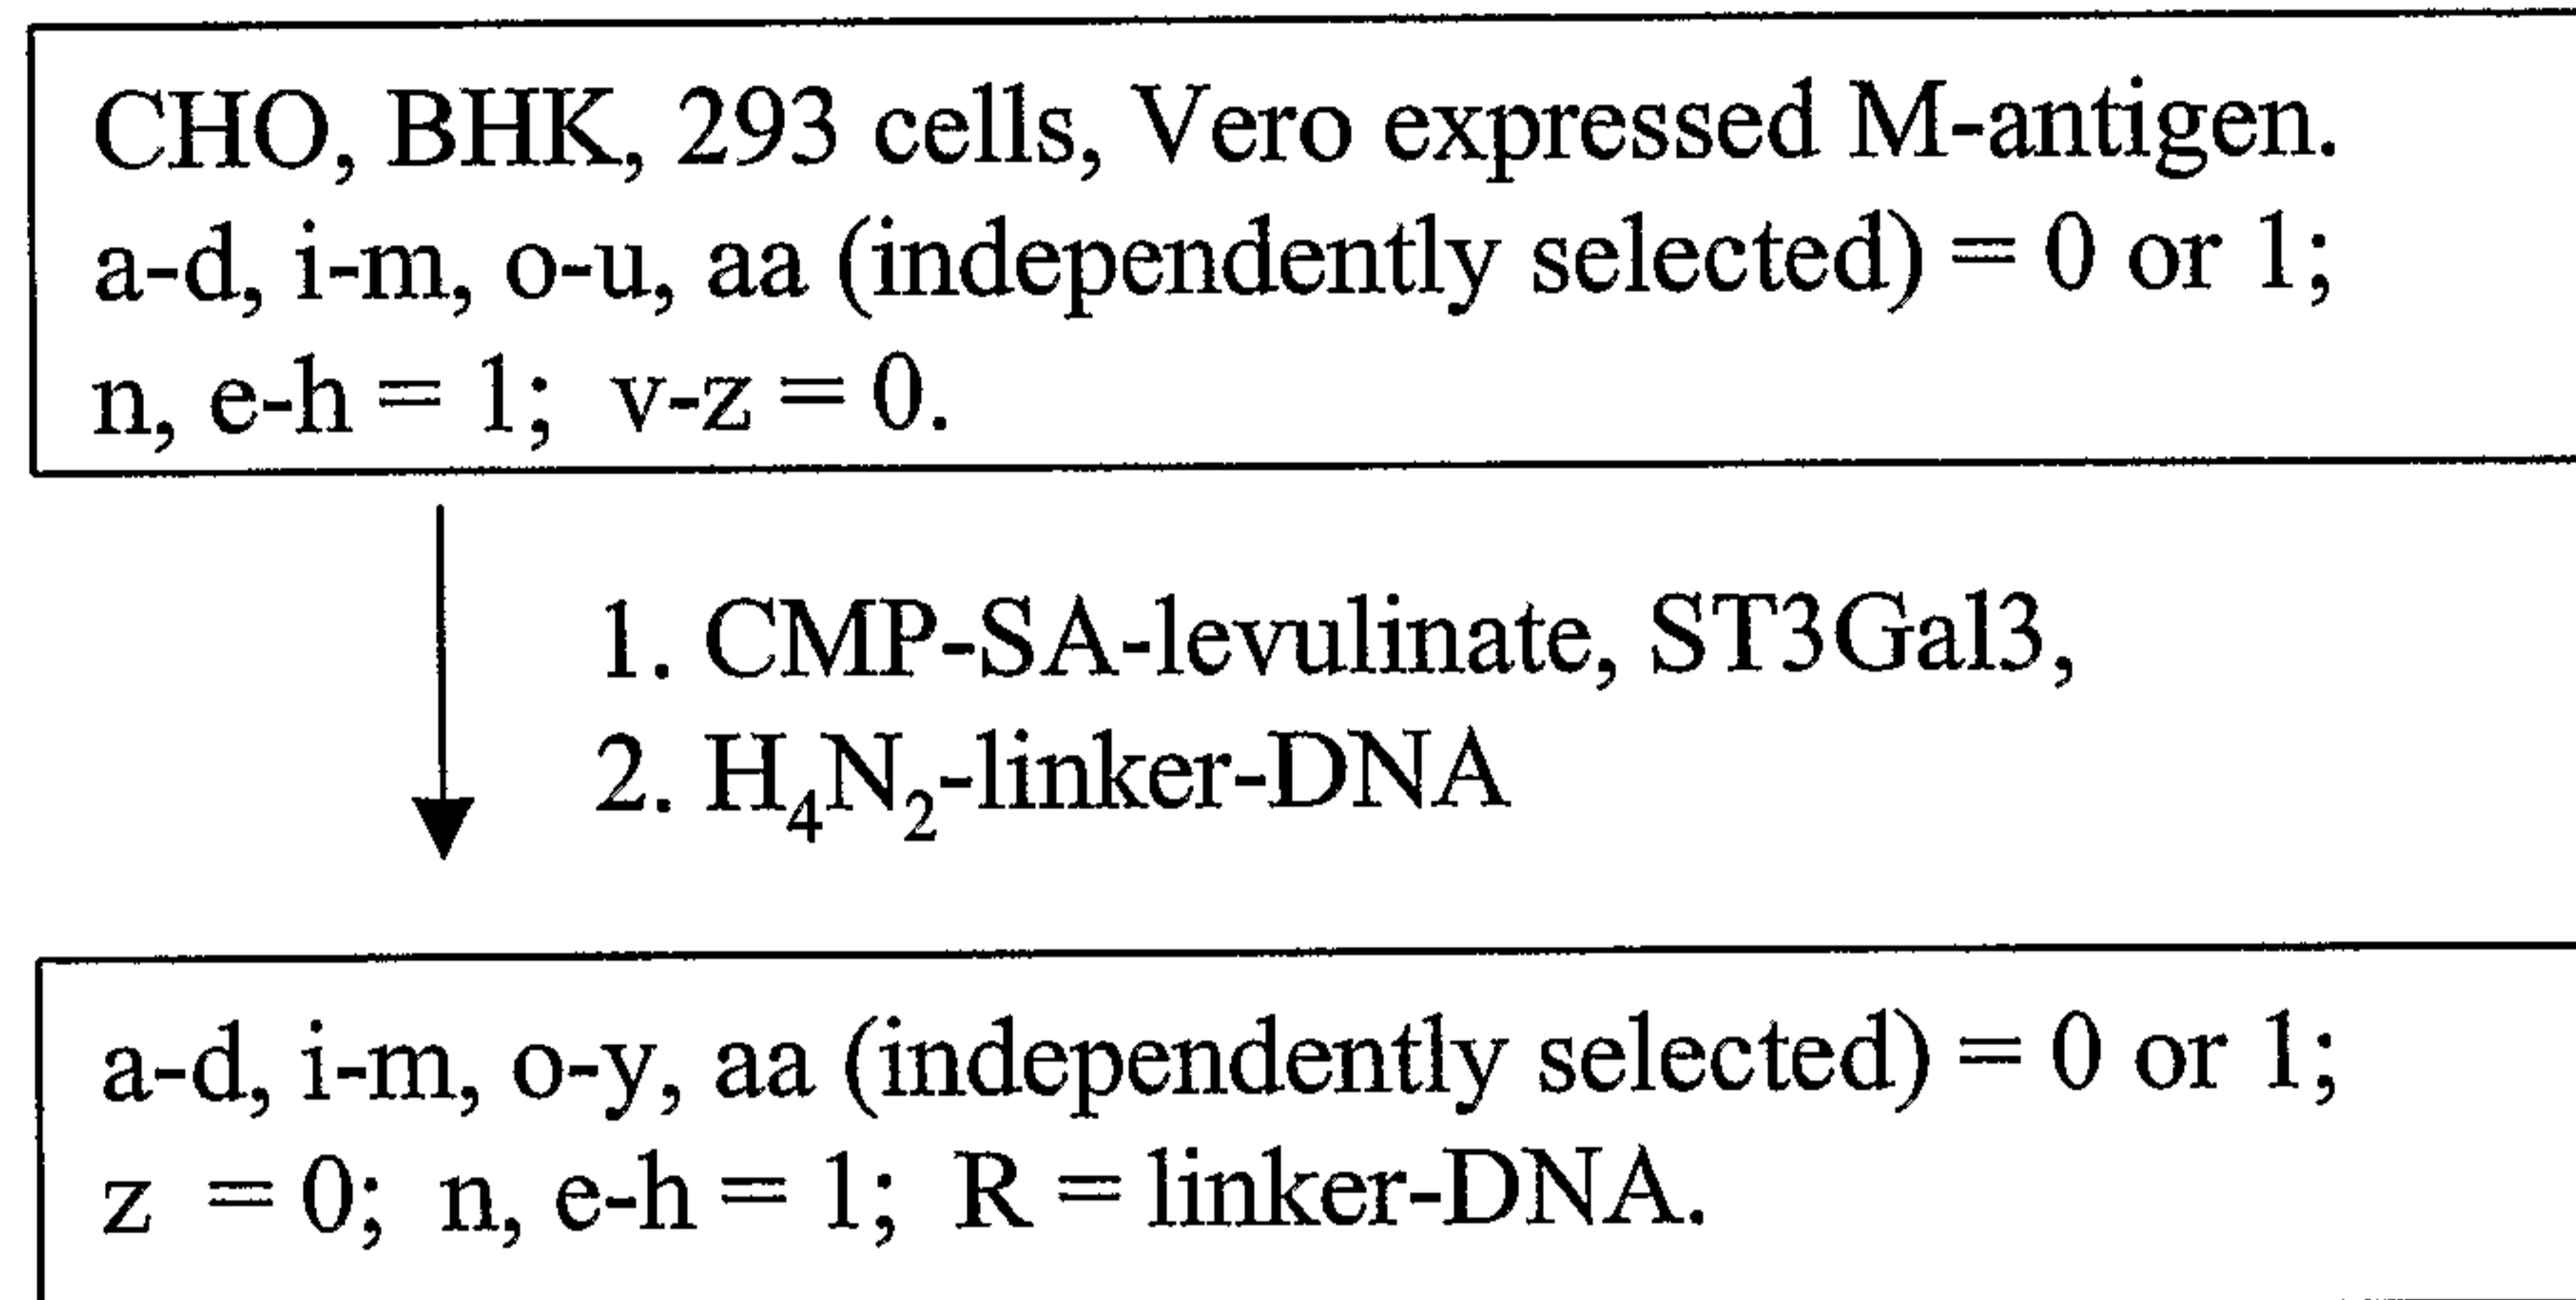 CHO, BHK, 293 cells, Vero expressed M-antigen.
a-d, i-m, o-u, aa (independently selected) = 0 or 1;
n, e-h = 1; v-z = 0.
1. CMP-SA-levulinate, ST3Gal3,
2. H₄N₂-linker-DNA
a-d, i-m, o-y, aa (independently selected) = 0 or 1;
z = 0; n, e-h = 1; R = linker-DNA.